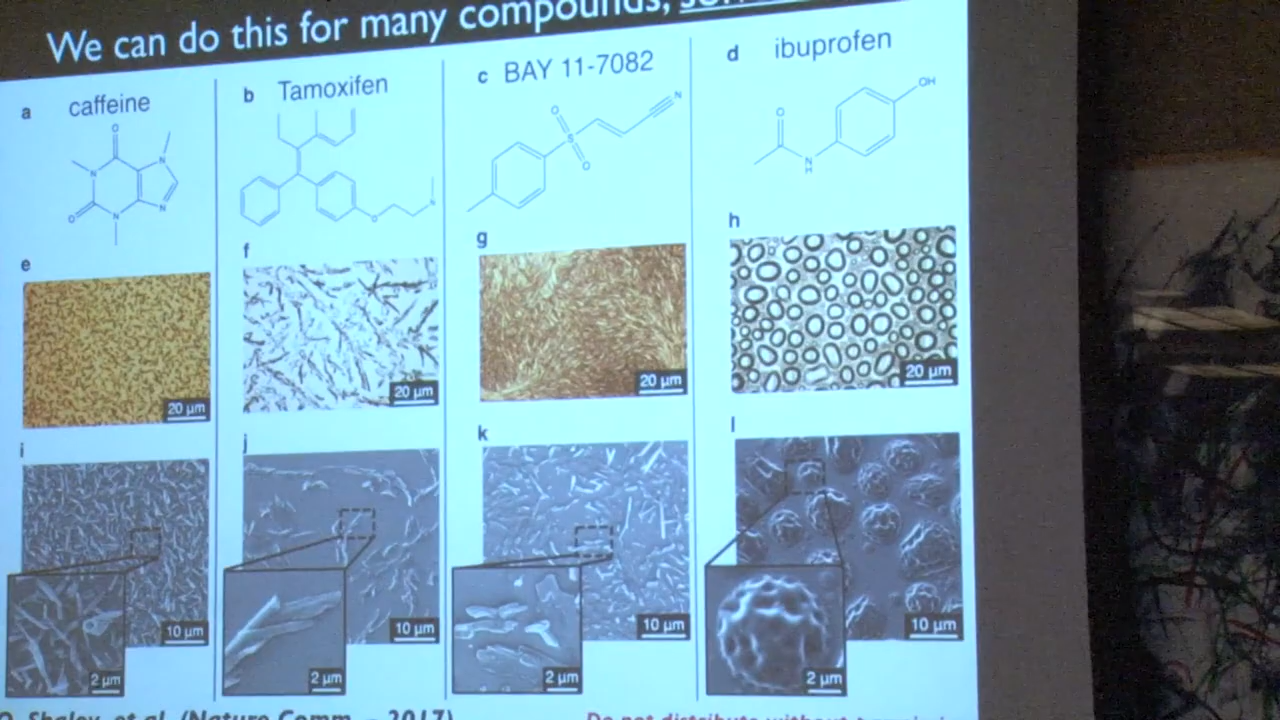 We can do this for many compounds,
a caffeine
b Tamoxifen
c BAY 11-7082
d ibuprofen
O
N
N
O
N
N
O
N
O
S
O
N
O
N
H
OH
e
f
g
h
20 µm
20 µm
20 µm
20 µm
i
j
k
l
10 µm
10 µm
10 µm
10 µm
2 µm
2 µm
2 µm
2 µm
O. Shalev, et al. (Nature Comm. - 2017)
Do not distribute without